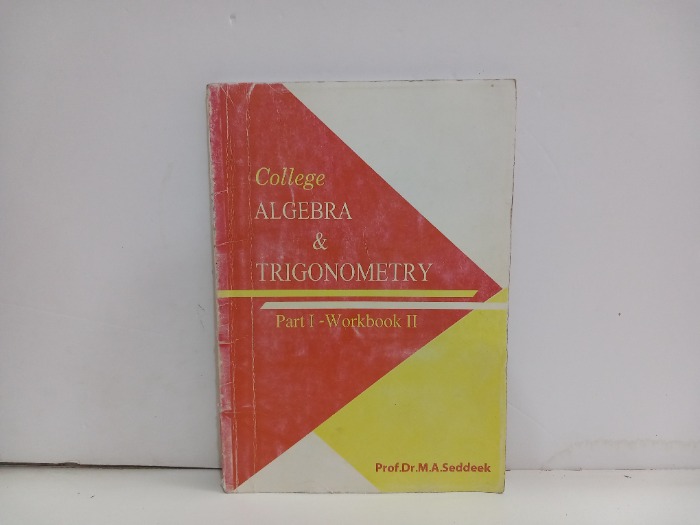 College
ALGEBRA
&
TRIGONOMETRY
Part I -Workbook II
Prof.Dr.M.A.Seddeek